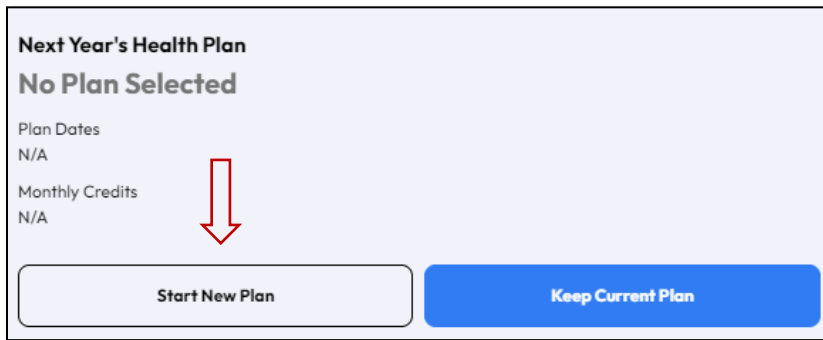 Next Year's Health Plan
No Plan Selected
Plan Dates
N/A
Monthly Credits
N/A
Start New Plan
Keep Current Plan